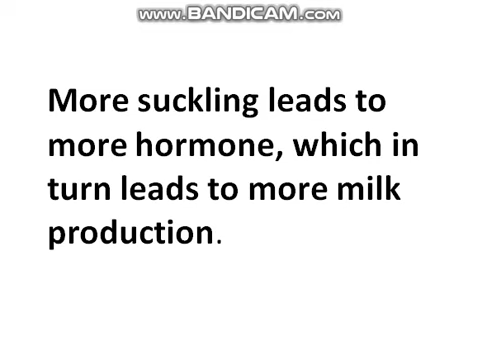 www.BANDICAM.com
More suckling leads to
more hormone, which in
turn leads to more milk
production.